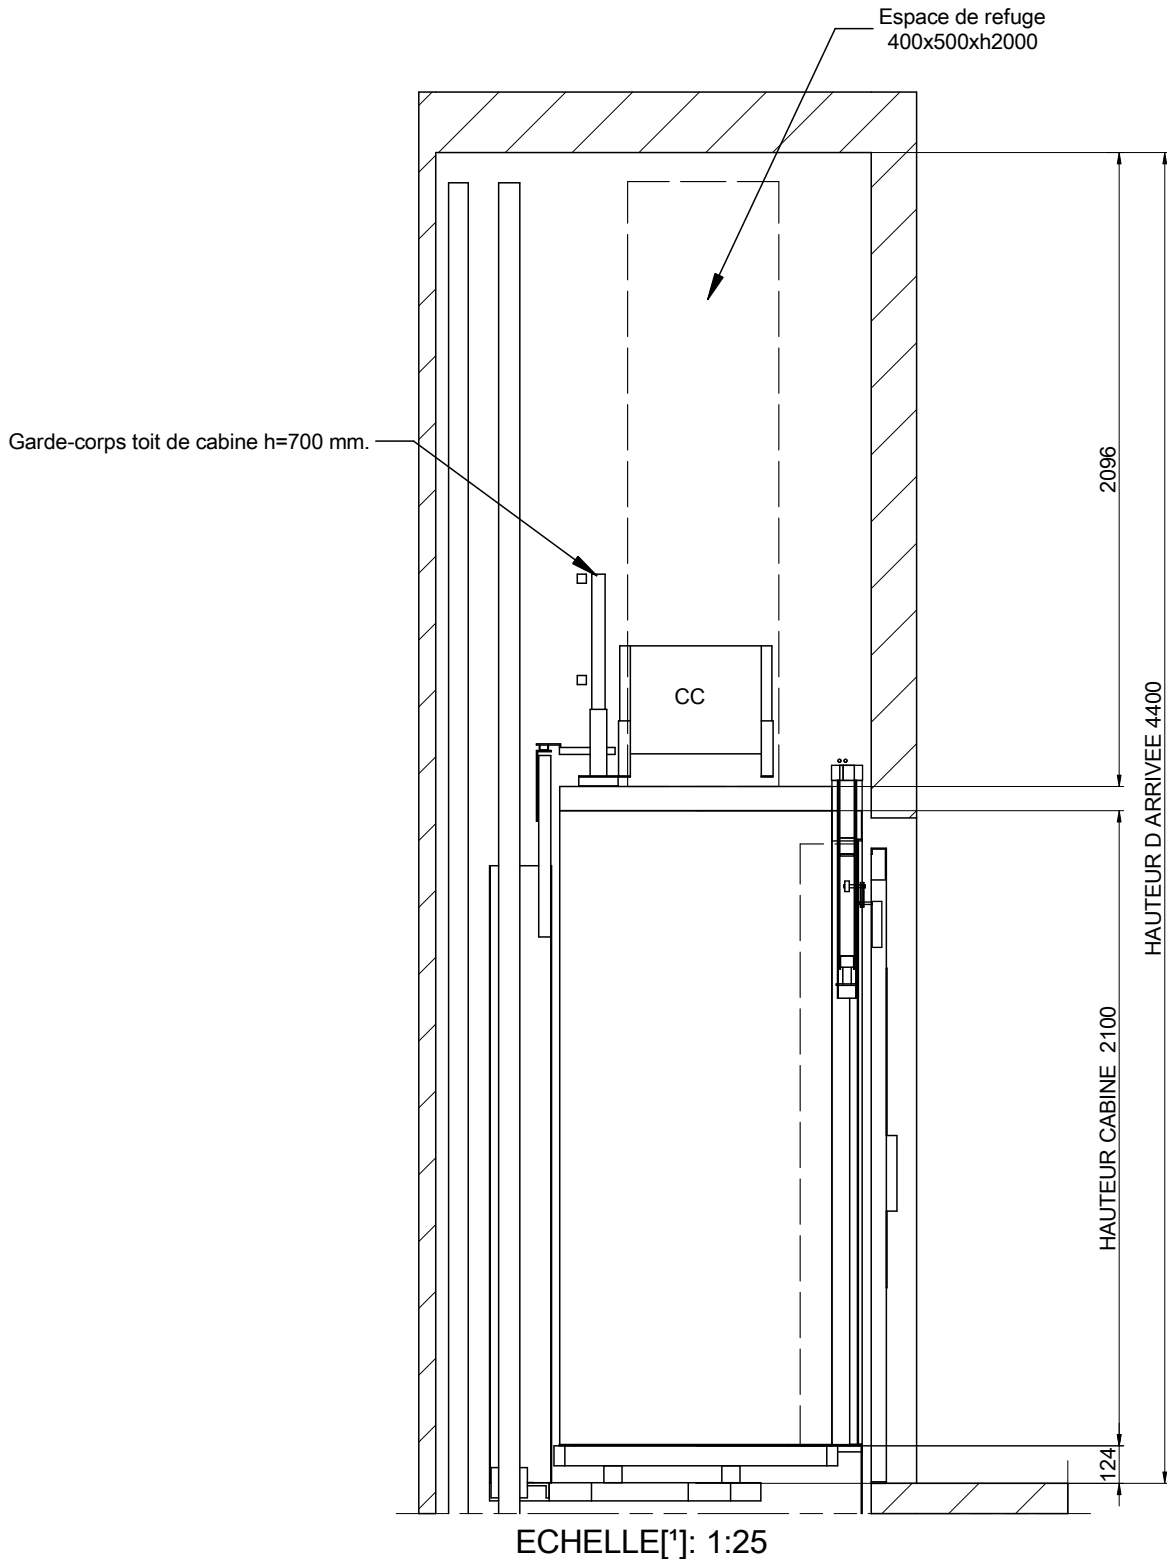 Espace de refuge
400x500xh2000
Garde-corps toit de cabine h=700 mm.
2096
CC
HAUTEUR D ARRIVEE 4400
HAUTEUR CABINE 2100
124
ECHELLE[¹]: 1:25